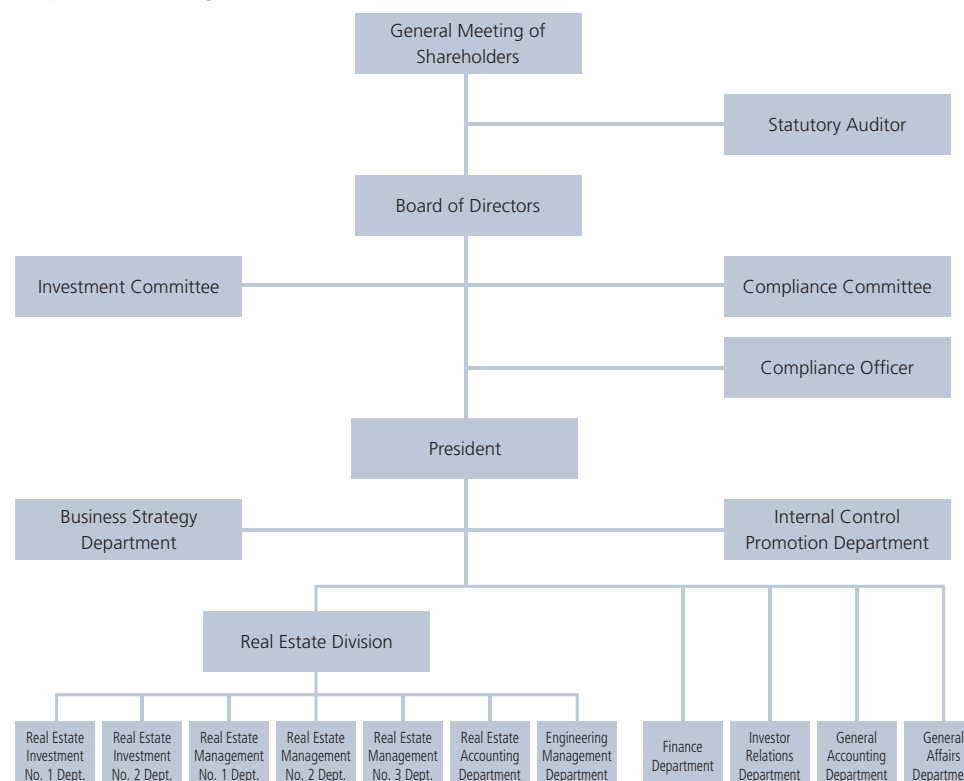 General Meeting of
Shareholders
Statutory Auditor
Board of Directors
Investment Committee
Compliance Committee
Compliance Officer
President
Business Strategy
Department
Internal Control
Promotion Department
Real Estate Division
Real Estate
Investment
No. 1 Dept.
Real Estate
Investment
No. 2 Dept.
Real Estate
Management
No. 1 Dept.
Real Estate
Management
No. 2 Dept.
Real Estate
Management
No. 3 Dept.
Real Estate
Accounting
Department
Engineering
Management
Department
Finance
Department
Investor
Relations
Department
General
Accounting
Department
General
Affairs